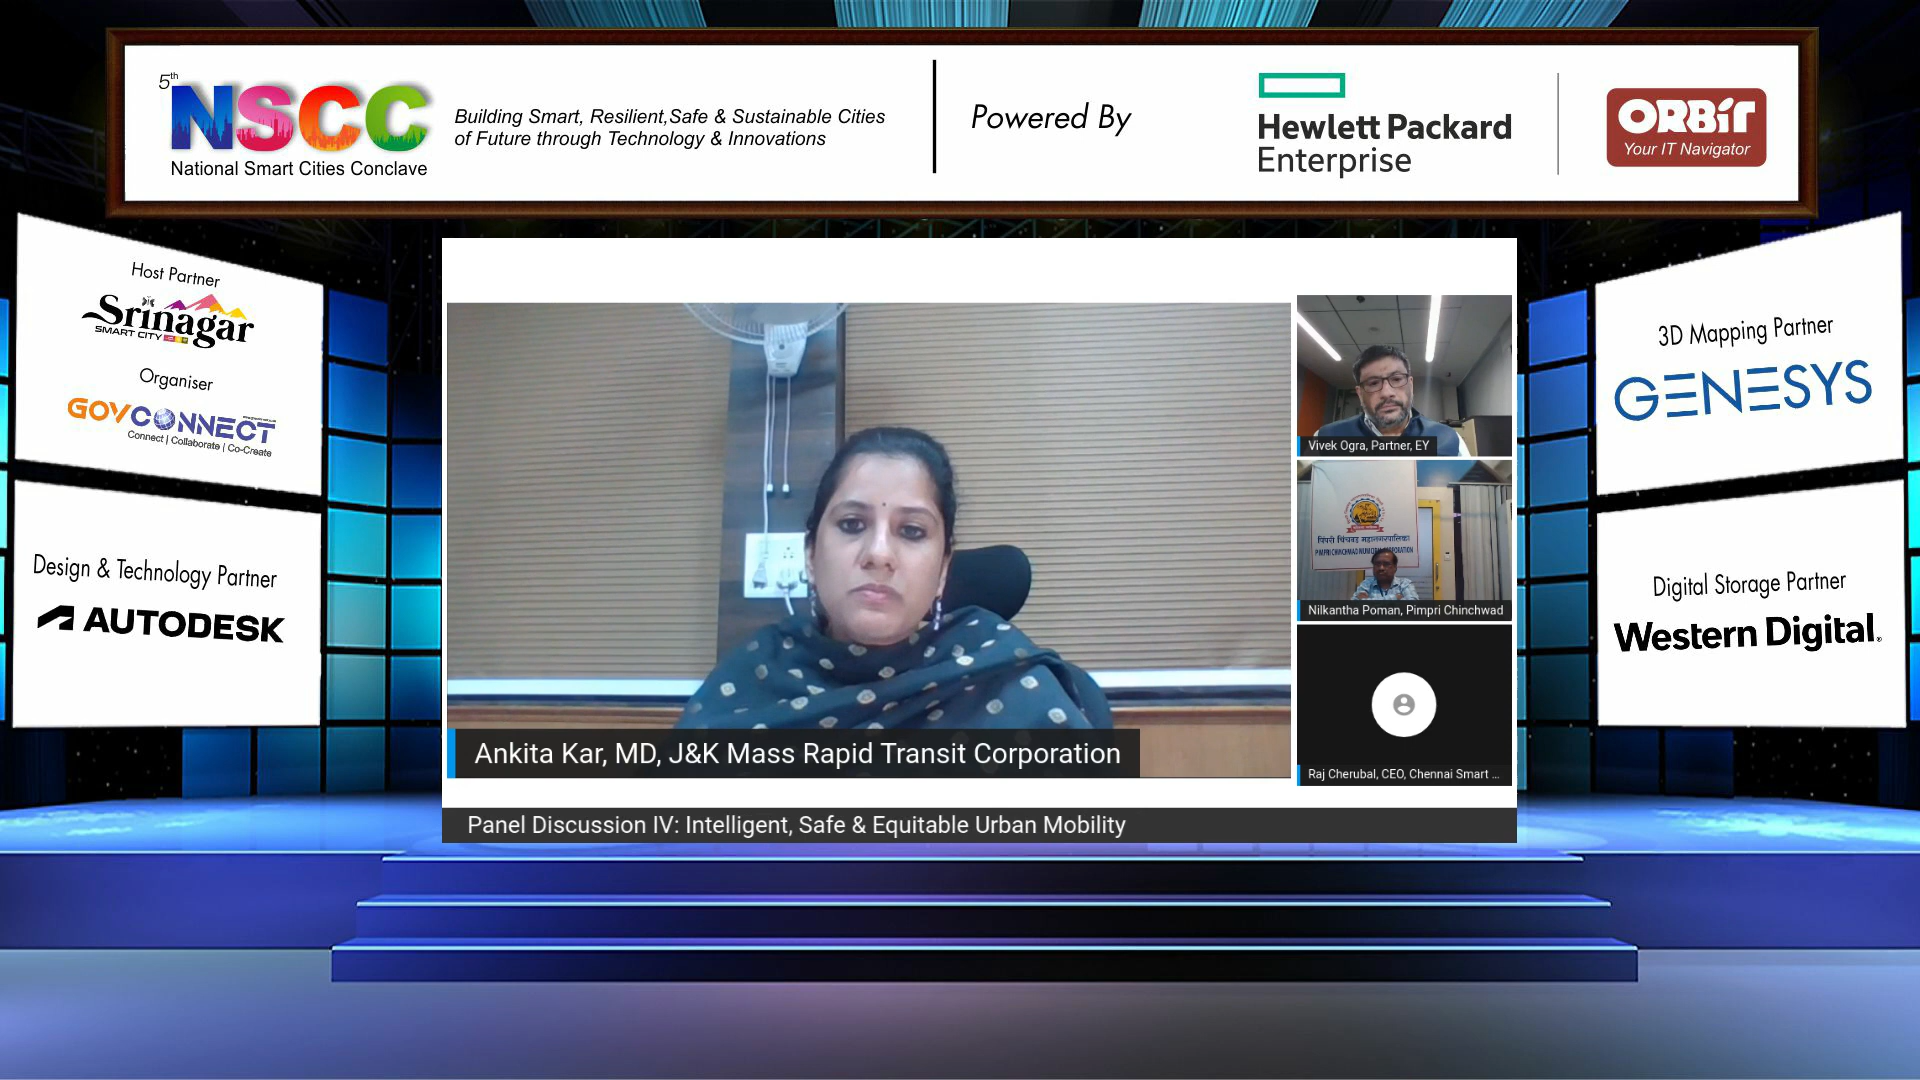 5th
NSCC
National Smart Cities Conclave
Building Smart, Resilient,Safe & Sustainable Cities
of Future through Technology & Innovations
Powered By
Hewlett Packard
Enterprise
ORBiT
Your IT Navigator
Host Partner
Srinagar
SMART CITY
Organiser
GOVCONNECT
Connect | Collaborate | Co-Create
Design & Technology Partner
AUTODESK
Vivek Ogra, Partner, EY
पिंपरी चिंचवड महानगरपालिका
PIMPRI CHINCHWAD MUNICIPAL CORPORATION
Nilkantha Poman, Pimpri Chinchwad
Raj Cherubal, CEO, Chennai Smart ...
Ankita Kar, MD, J&K Mass Rapid Transit Corporation
Panel Discussion IV: Intelligent, Safe & Equitable Urban Mobility
3D Mapping Partner
GENESYS
Digital Storage Partner
Western Digital.